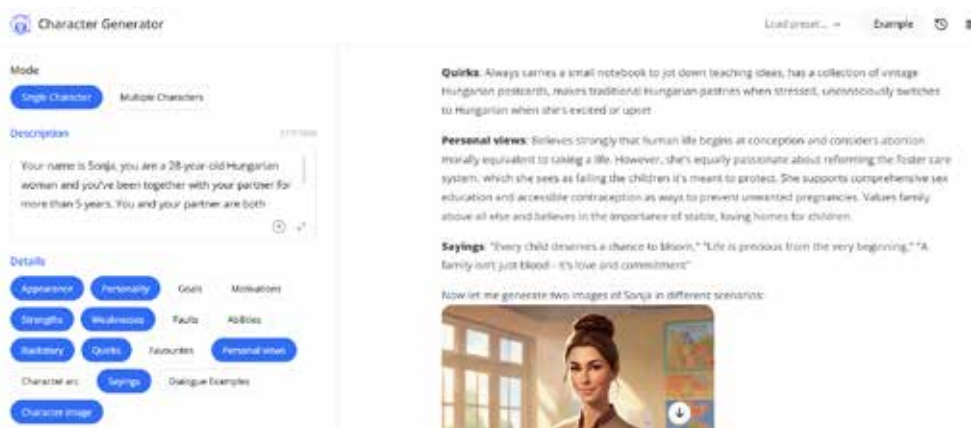 Character Generator
Load preset...
Example
Mode
Single Character
Multiple Characters
Description
Your name is Sonja, you are a 28-year-old Hungarian
woman and you've been together with your partner for
more than 5 years. You and your partner are both
Details
Appearance
Personality
Goals
Motivations
Strengths
Weaknesses
Faults
Abilities
Backstory
Quirks
Favourites
Personal views
Character arc
Sayings
Dialogue Examples
Character image
Quirks: Always carries a small notebook to jot down teaching ideas, has a collection of vintage
Hungarian postcards, makes traditional Hungarian pastries when stressed, unconsciously switches
to Hungarian when she's excited or upset
Personal views: Believes strongly that human life begins at conception and considers abortion
morally equivalent to taking a life. However, she's equally passionate about reforming the foster care
system, which she sees as failing the children it's meant to protect. She supports comprehensive sex
education and accessible contraception as ways to prevent unwanted pregnancies. Values family
above all else and believes in the importance of stable, loving homes for children.
Sayings: "Every child deserves a chance to bloom," "Life is precious from the very beginning," "A
family isn't just blood - it's love and commitment"
Now let me generate two images of Sonja in different scenarios: